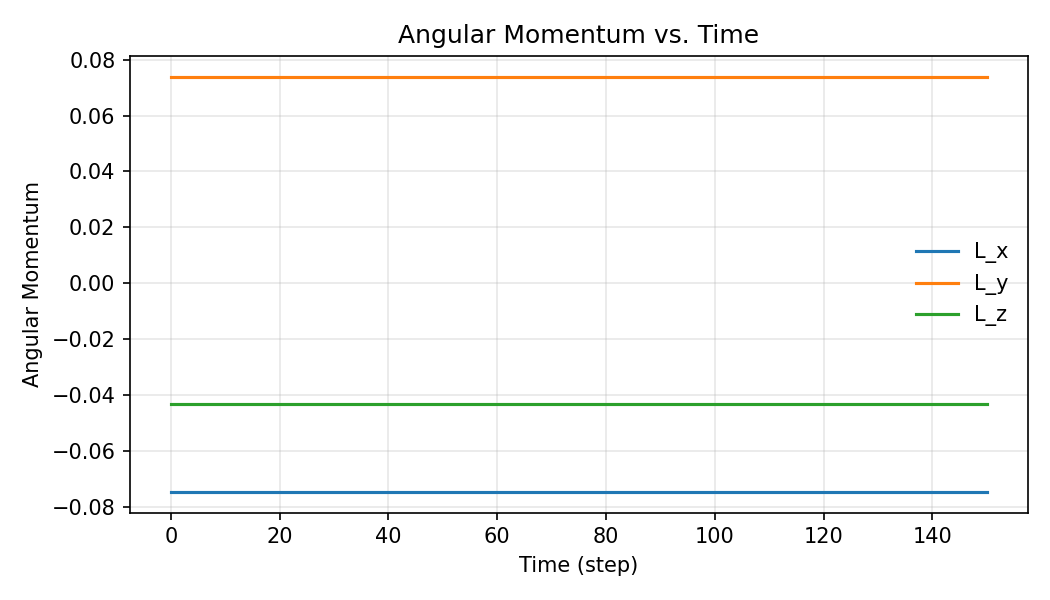 Angular Momentum vs. Time
Angular Momentum
0.08
0.06
0.04
0.02
0.00
−0.02
−0.04
−0.06
−0.08
L_x
L_y
L_z
0 20 40 60 80 100 120 140
Time (step)